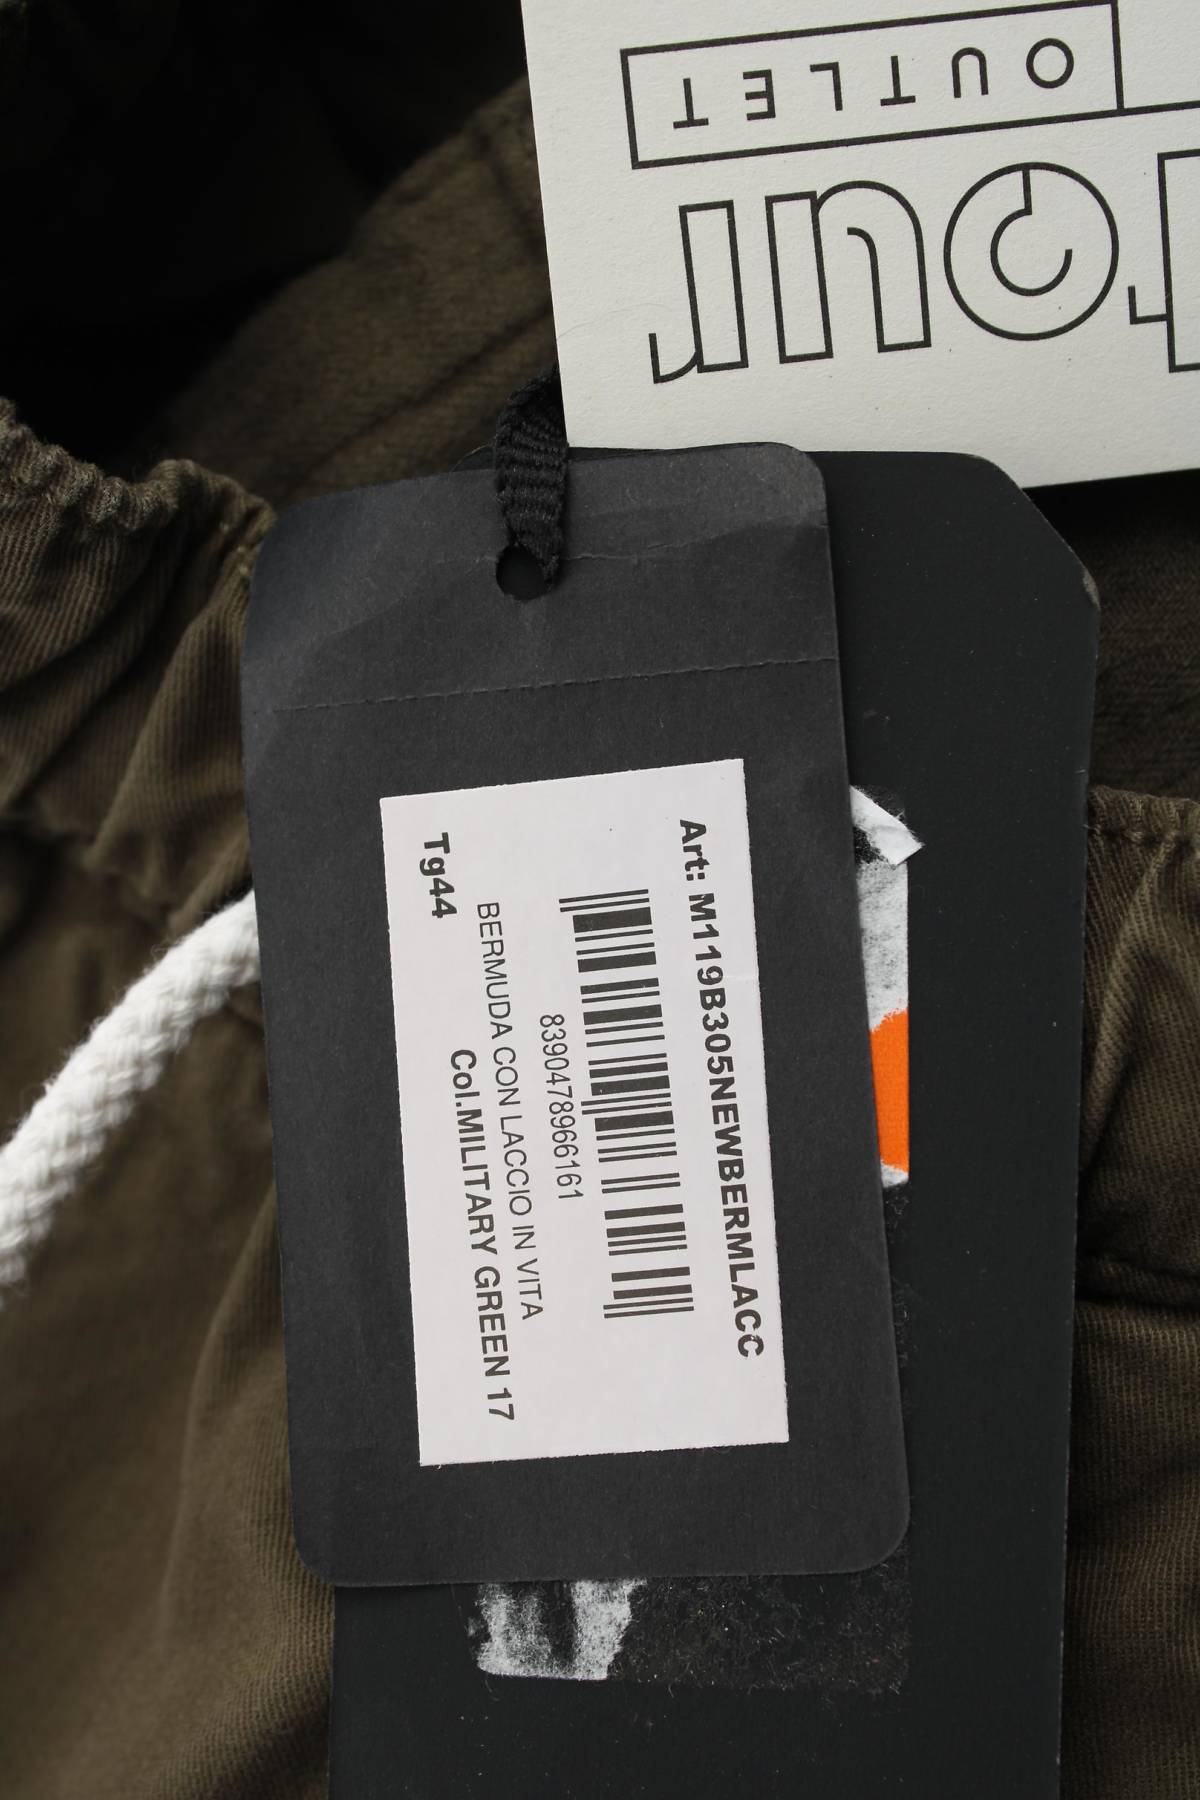 OUTLET
Art: M119B305NEWBERMLACC
8390478966161
BERMUDA CON LACCIO IN VITA
Tg44
Col.MILITARY GREEN 17